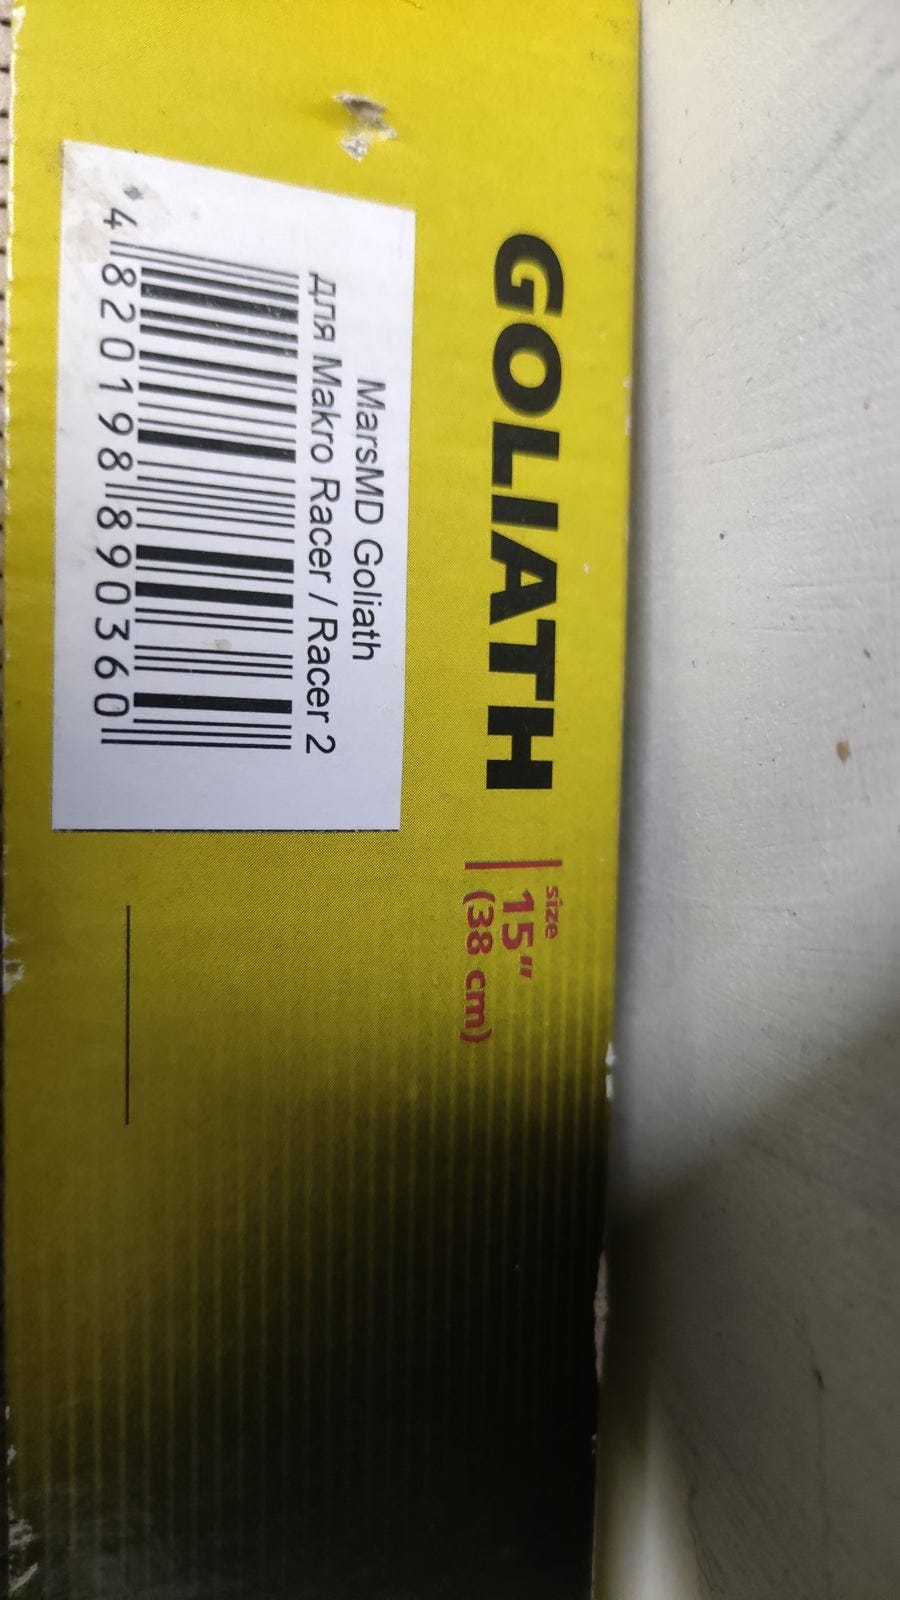 GOLIATH
size
15"
(38 cm)
MarsMD Goliath
для Makro Racer / Racer 2
4 820198 890360